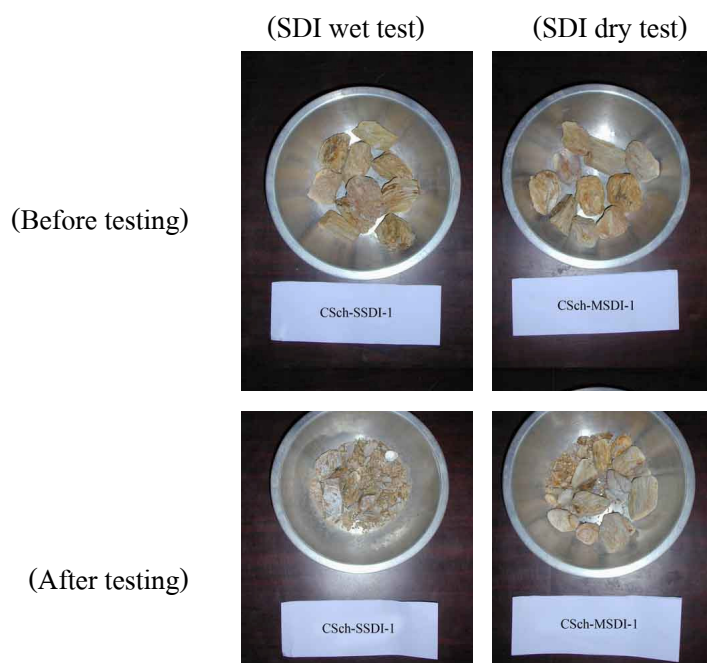 (SDI wet test)
(SDI dry test)
(Before testing)
CSch-SSDI-1
CSch-MSDI-1
(After testing)
CSch-SSDI-1
CSch-MSDI-1